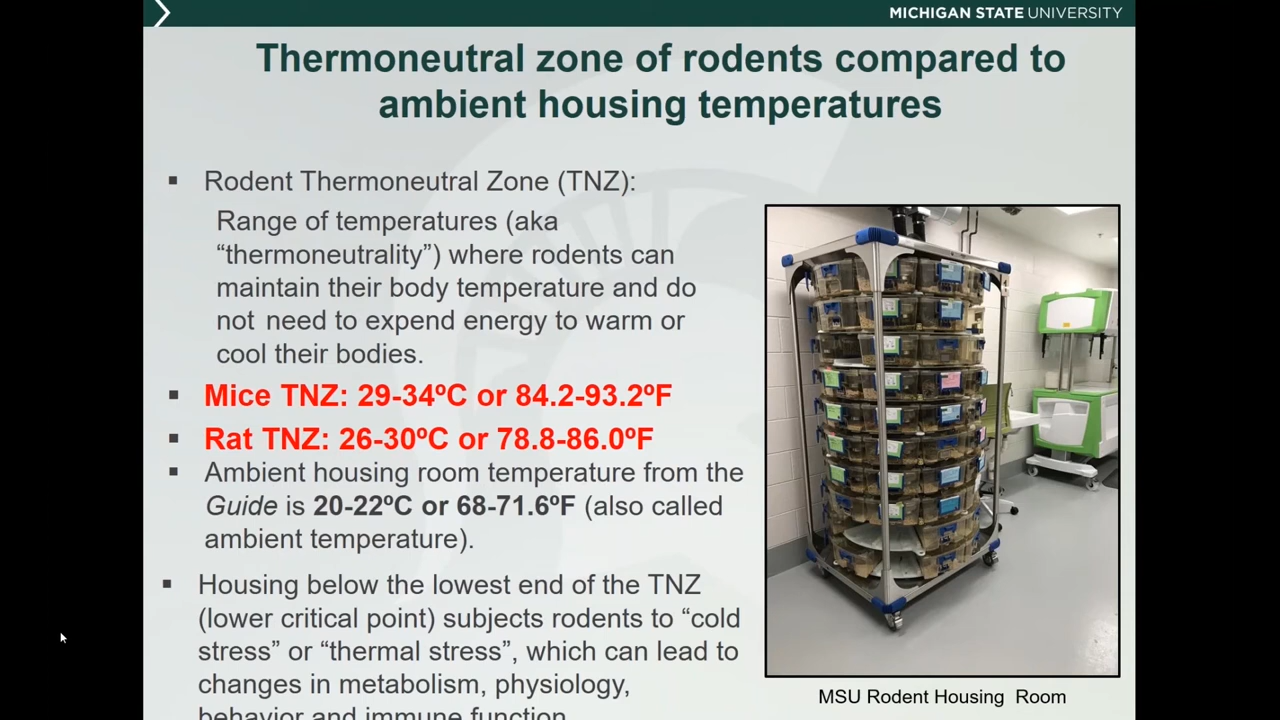 MICHIGAN STATE UNIVERSITY
Thermoneutral zone of rodents compared to
ambient housing temperatures
▪ Rodent Thermoneutral Zone (TNZ):
Range of temperatures (aka
“thermoneutrality”) where rodents can
maintain their body temperature and do
not need to expend energy to warm or
cool their bodies.
▪ Mice TNZ: 29-34ºC or 84.2-93.2ºF
▪ Rat TNZ: 26-30ºC or 78.8-86.0ºF
▪ Ambient housing room temperature from the
Guide is 20-22ºC or 68-71.6ºF (also called
ambient temperature).
▪ Housing below the lowest end of the TNZ
(lower critical point) subjects rodents to “cold
stress” or “thermal stress”, which can lead to
changes in metabolism, physiology,
behavior and immune function
MSU Rodent Housing Room